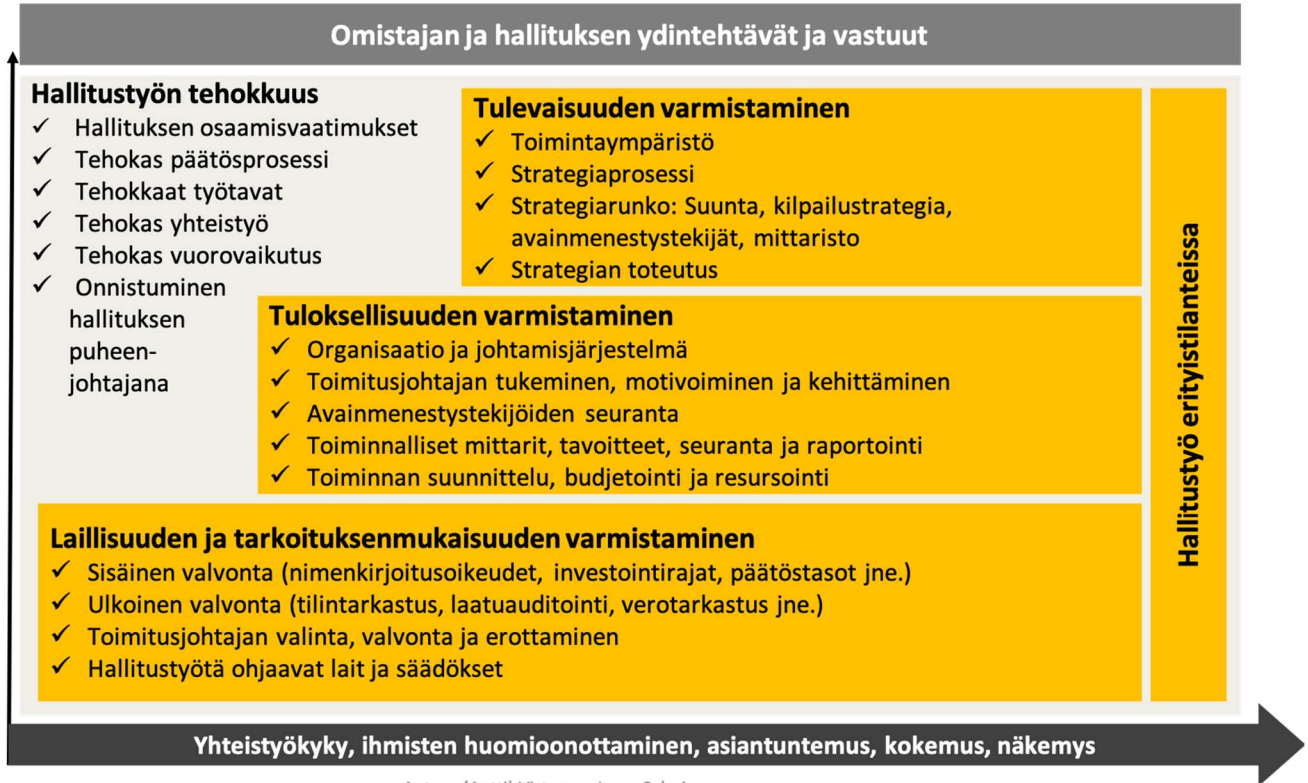 Omistajan ja hallituksen ydintehtävät ja vastuut
Hallitustyön tehokkuus
✓ Hallituksen osaamisvaatimukset
✓ Tehokas päätösprosessi
✓ Tehokkaat työtavat
✓ Tehokas yhteistyö
✓ Tehokas vuorovaikutus
✓ Onnistuminen
hallituksen
puheen-
johtajana
Tulevaisuuden varmistaminen
✓ Toimintaympäristö
✓ Strategiaprosessi
✓ Strategiarunko: Suunta, kilpailustrategia,
avainmenestystekijät, mittaristo
✓ Strategian toteutus
Tuloksellisuuden varmistaminen
✓ Organisaatio ja johtamisjärjestelmä
✓ Toimitusjohtajan tukeminen, motivoiminen ja kehittäminen
✓ Avainmenestystekijöiden seuranta
✓ Toiminnalliset mittarit, tavoitteet, seuranta ja raportointi
✓ Toiminnan suunnittelu, budjetointi ja resursointi
Laillisuuden ja tarkoituksenmukaisuuden varmistaminen
✓ Sisäinen valvonta (nimenkirjoitusoikeudet, investointirajat, päätöstasot jne.)
✓ Ulkoinen valvonta (tilintarkastus, laatuauditointi, verotarkastus jne.)
✓ Toimitusjohtajan valinta, valvonta ja erottaminen
✓ Hallitustyötä ohjaavat lait ja säädökset
Hallitustyö erityistilanteissa
Yhteistyökyky, ihmisten huomioonottaminen, asiantuntemus, kokemus, näkemys